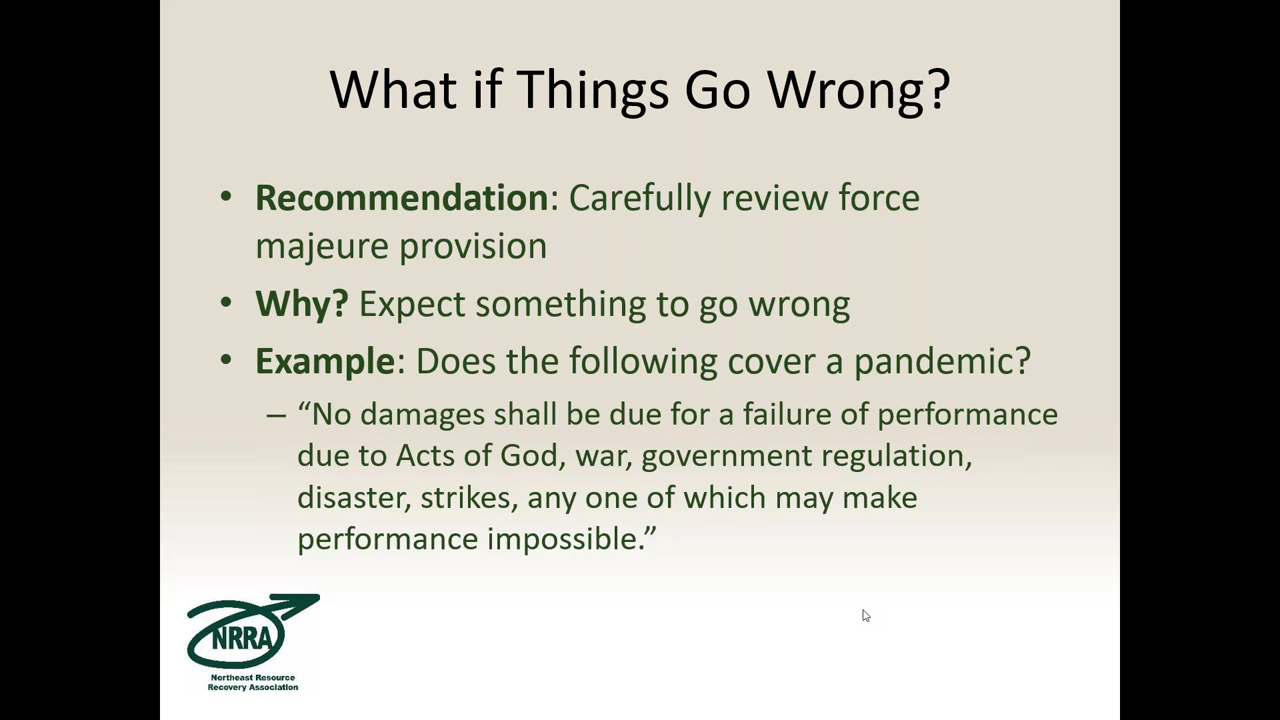 What if Things Go Wrong?
• Recommendation: Carefully review force
majeure provision
• Why? Expect something to go wrong
• Example: Does the following cover a pandemic?
– “No damages shall be due for a failure of performance
due to Acts of God, war, government regulation,
disaster, strikes, any one of which may make
performance impossible.”
NRRA
Northeast Resource
Recovery Association